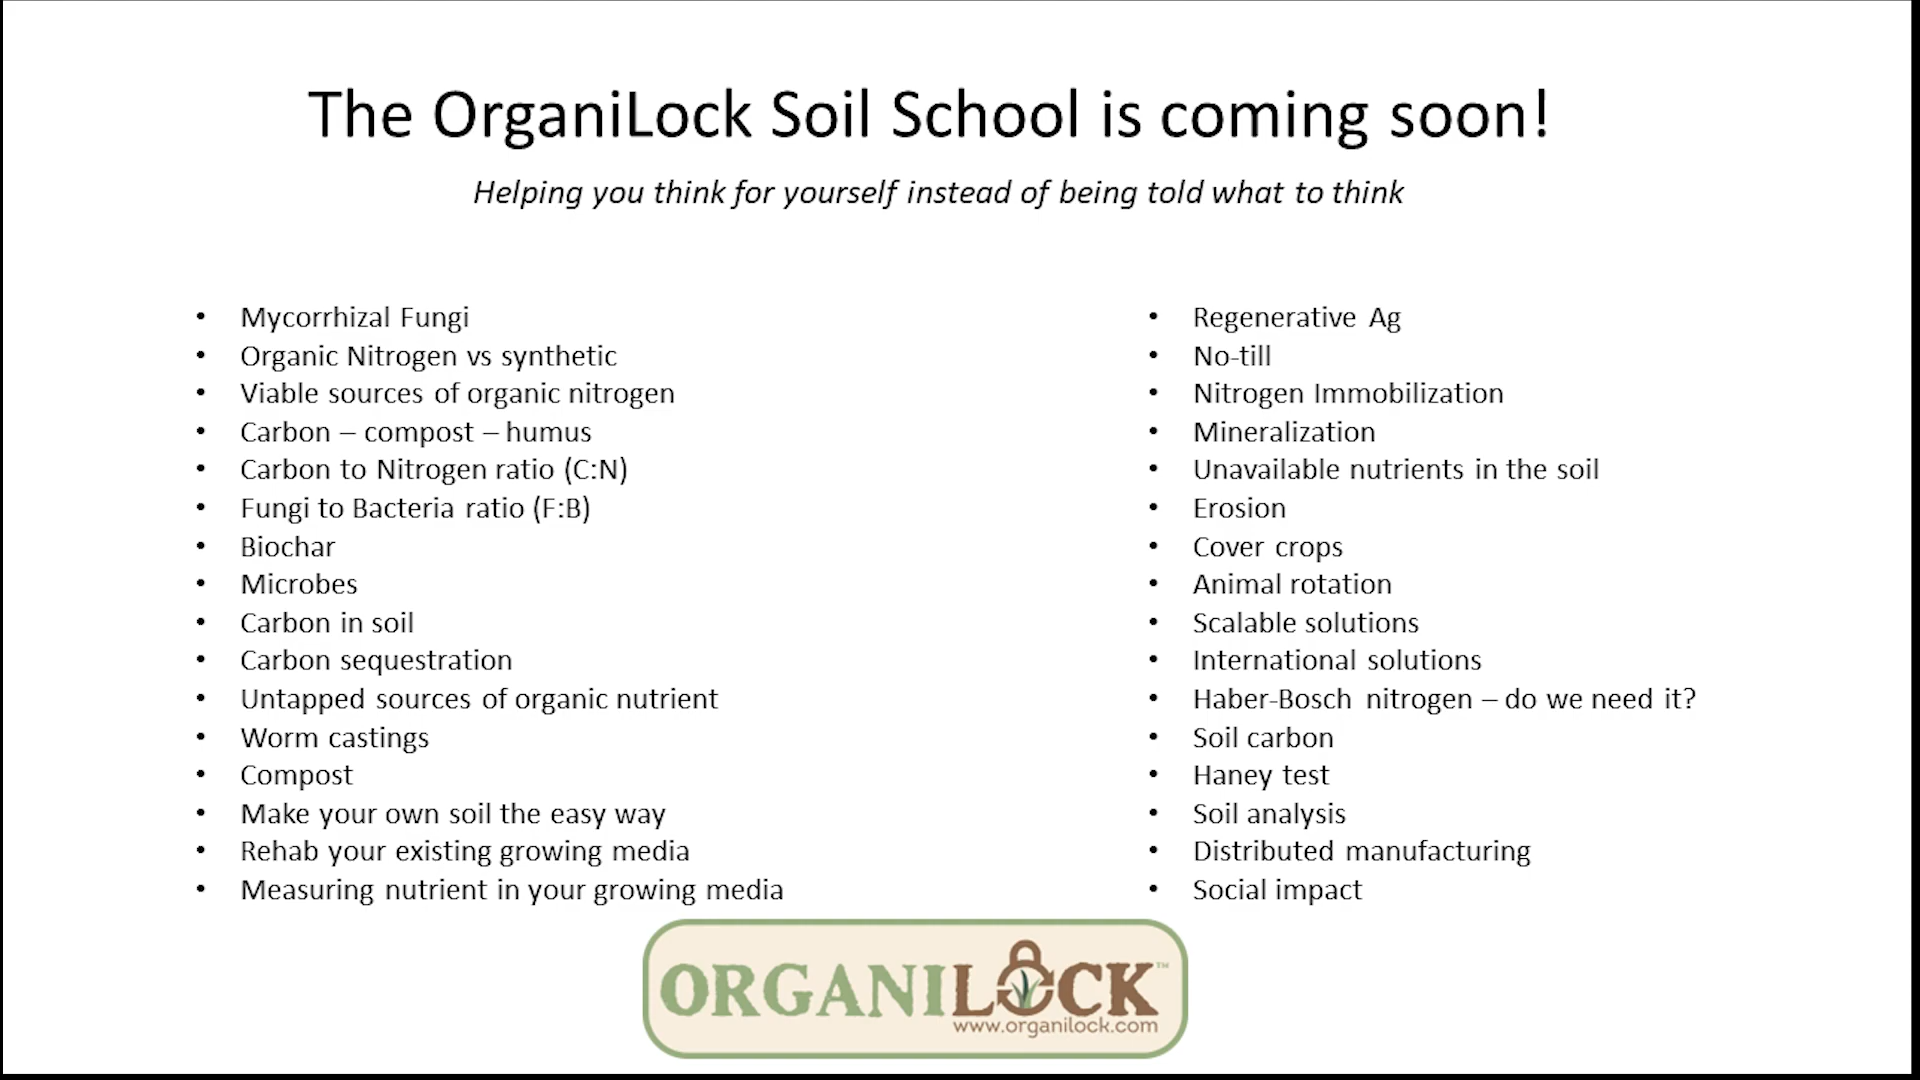 The OrganiLock Soil School is coming soon!
Helping you think for yourself instead of being told what to think
• Mycorrhizal Fungi
• Organic Nitrogen vs synthetic
• Viable sources of organic nitrogen
• Carbon – compost – humus
• Carbon to Nitrogen ratio (C:N)
• Fungi to Bacteria ratio (F:B)
• Biochar
• Microbes
• Carbon in soil
• Carbon sequestration
• Untapped sources of organic nutrient
• Worm castings
• Compost
• Make your own soil the easy way
• Rehab your existing growing media
• Measuring nutrient in your growing media
• Regenerative Ag
• No-till
• Nitrogen Immobilization
• Mineralization
• Unavailable nutrients in the soil
• Erosion
• Cover crops
• Animal rotation
• Scalable solutions
• International solutions
• Haber-Bosch nitrogen – do we need it?
• Soil carbon
• Haney test
• Soil analysis
• Distributed manufacturing
• Social impact
ORGANILOCK™
www.organilock.com